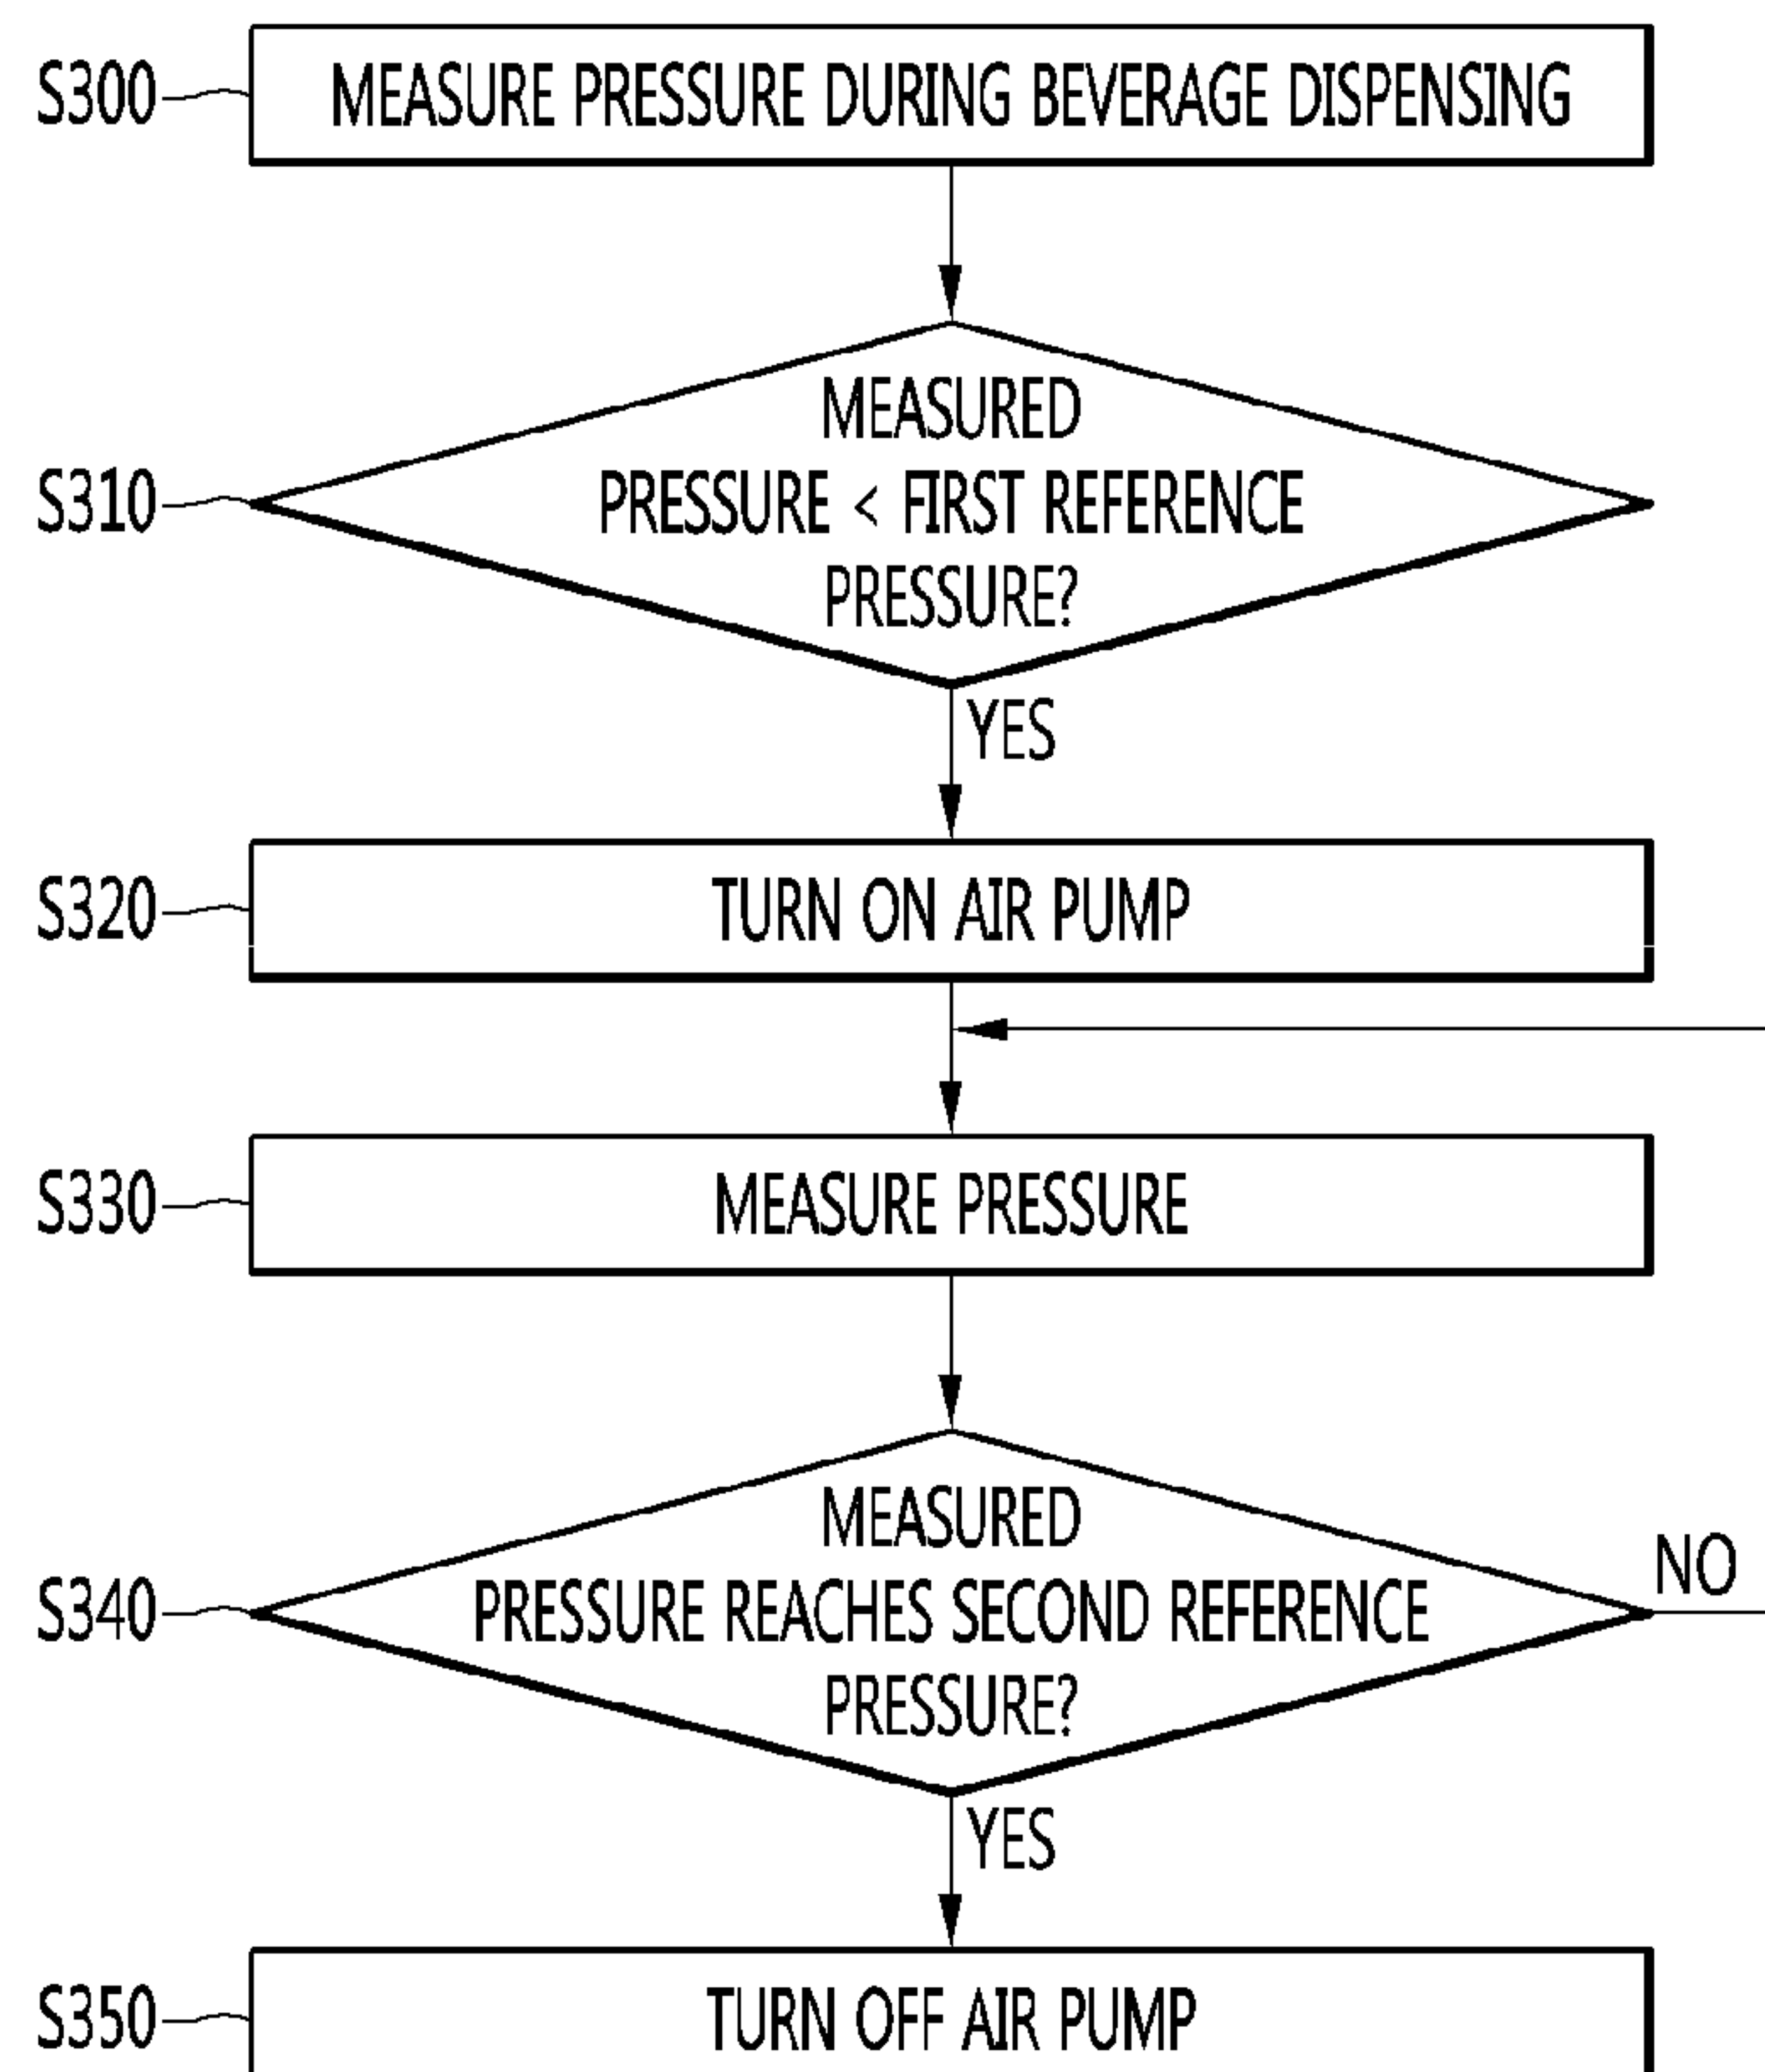 S300
MEASURE PRESSURE DURING BEVERAGE DISPENSING
S310
MEASURED
PRESSURE < FIRST REFERENCE
PRESSURE?
YES
S320
TURN ON AIR PUMP
S330
MEASURE PRESSURE
S340
MEASURED
PRESSURE REACHES SECOND REFERENCE
PRESSURE?
NO
YES
S350
TURN OFF AIR PUMP